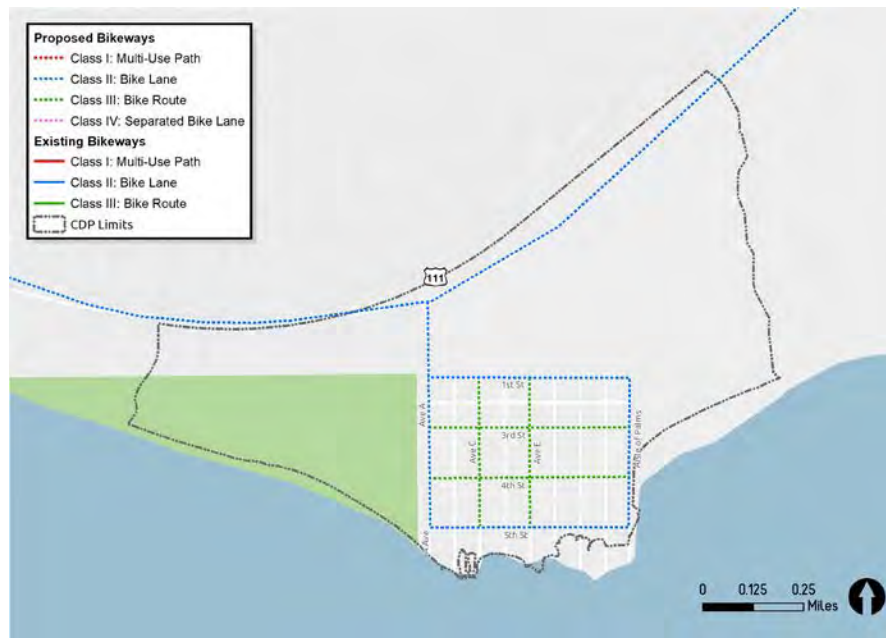 Proposed Bikeways
Class I: Multi-Use Path
Class II: Bike Lane
Class III: Bike Route
Class IV: Separated Bike Lane
Existing Bikeways
Class I: Multi-Use Path
Class II: Bike Lane
Class III: Bike Route
CDP Limits
111
1st St
Ave A
Ave C
3rd St
Ave E
Aisle of Palms
4th St
5th St
Ave
0 0.125 0.25
Miles